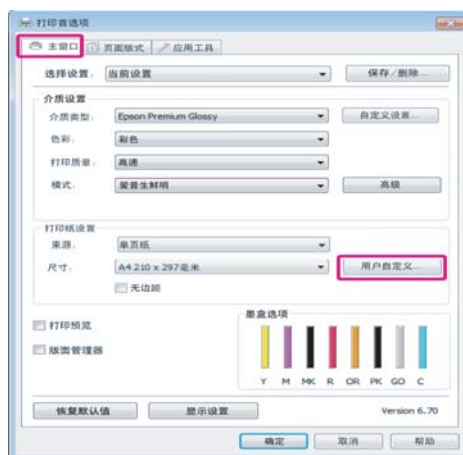 打印首选项
主窗口 页面版式 应用工具
选择设置: 当前设置 保存/删除...
介质设置
介质类型: Epson Premium Glossy 自定义设置...
色彩: 彩色
打印质量: 高速
模式: 爱普生鲜明 高级
打印纸设置
来源: 单页纸
尺寸: A4 210 x 297毫米 用户自定义...
无边距
打印预览
版面管理器
墨盒选项
Y M MK R OR PK GO C
恢复默认值 显示设置 Version 6.70
确定 取消 帮助